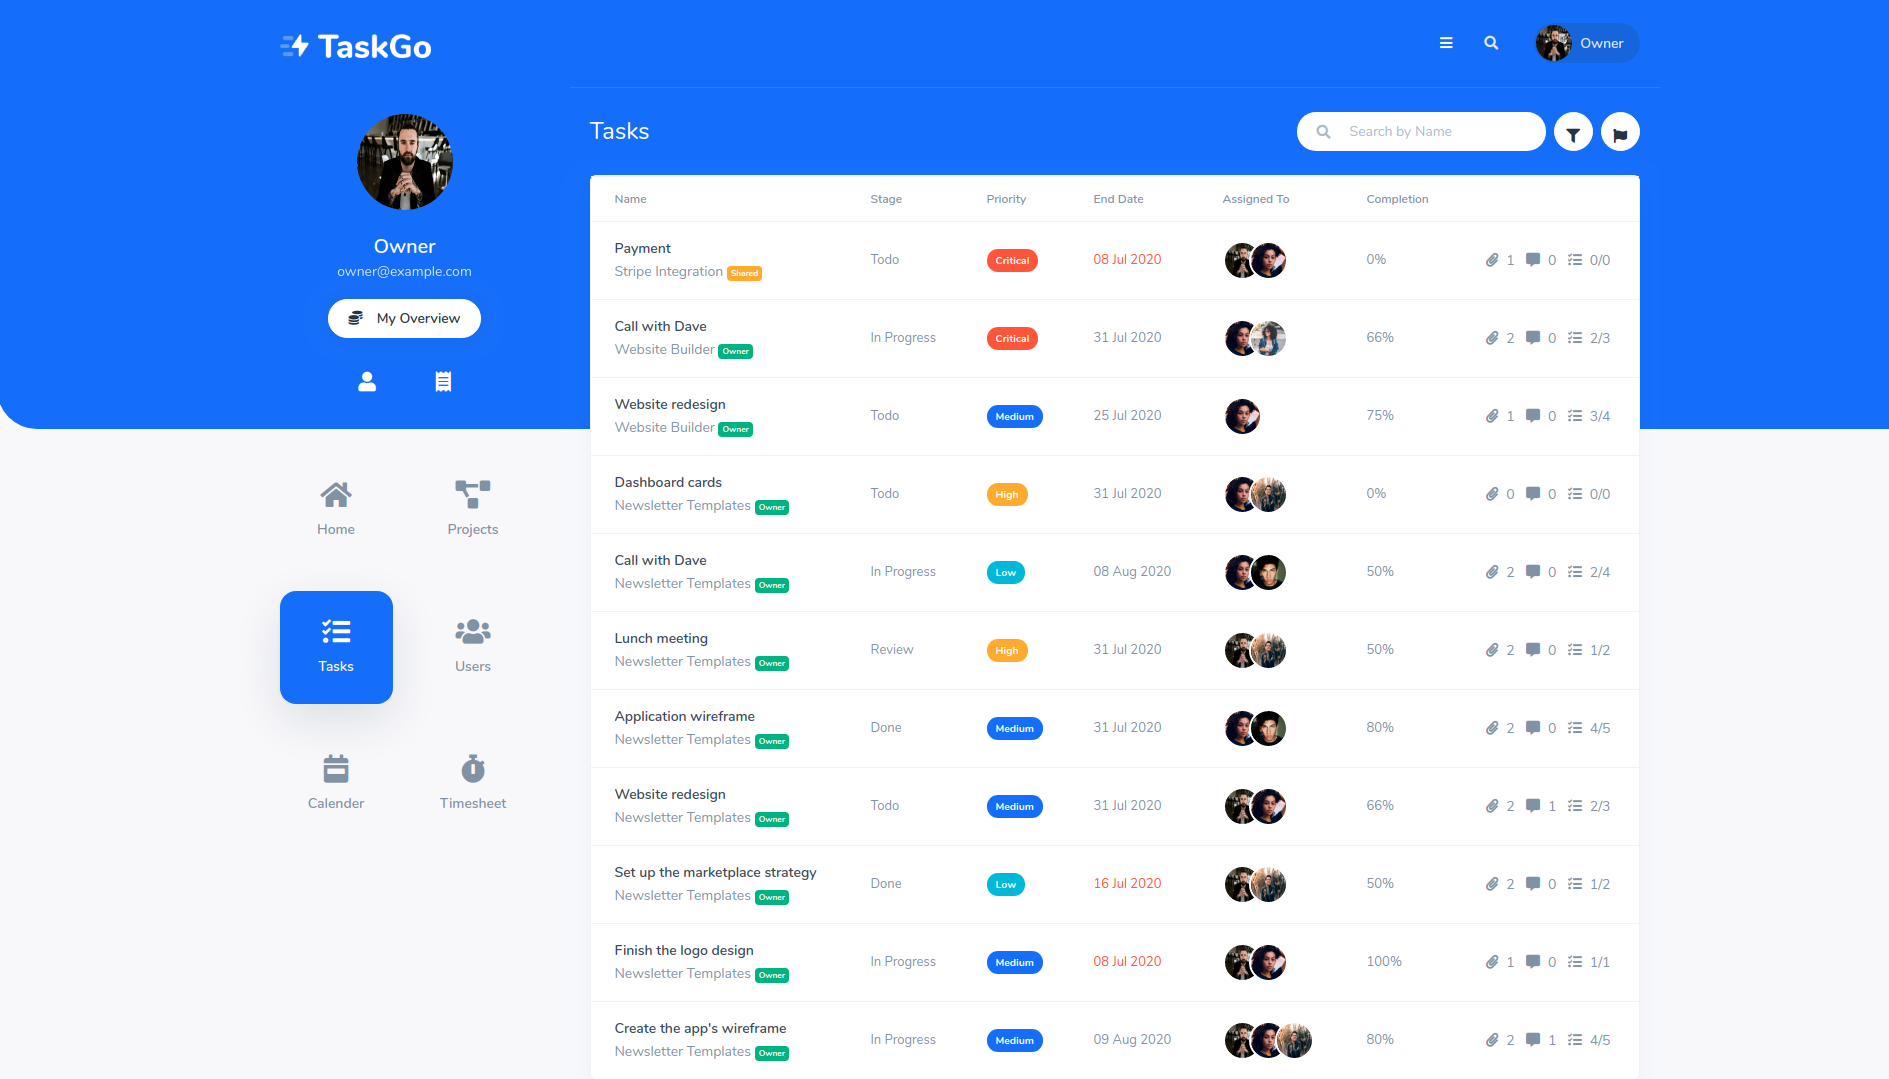 TaskGo
Owner
Owner
owner@example.com
My Overview
Home
Projects
Tasks
Users
Calender
Timesheet
Tasks
Search by Name
Name Stage Priority End Date Assigned To Completion
Payment
Stripe Integration Shared
Todo Critical 08 Jul 2020 0% 1 0 0/0
Call with Dave
Website Builder Owner
In Progress Critical 31 Jul 2020 66% 2 0 2/3
Website redesign
Website Builder Owner
Todo Medium 25 Jul 2020 75% 1 0 3/4
Dashboard cards
Newsletter Templates Owner
Todo High 31 Jul 2020 0% 0 0 0/0
Call with Dave
Newsletter Templates Owner
In Progress Low 08 Aug 2020 50% 2 0 2/4
Lunch meeting
Newsletter Templates Owner
Review High 31 Jul 2020 50% 2 0 1/2
Application wireframe
Newsletter Templates Owner
Done Medium 31 Jul 2020 80% 2 0 4/5
Website redesign
Newsletter Templates Owner
Todo Medium 31 Jul 2020 66% 2 1 2/3
Set up the marketplace strategy
Newsletter Templates Owner
Done Low 16 Jul 2020 50% 2 0 1/2
Finish the logo design
Newsletter Templates Owner
In Progress Medium 08 Jul 2020 100% 1 0 1/1
Create the app's wireframe
Newsletter Templates Owner
In Progress Medium 09 Aug 2020 80% 2 1 4/5